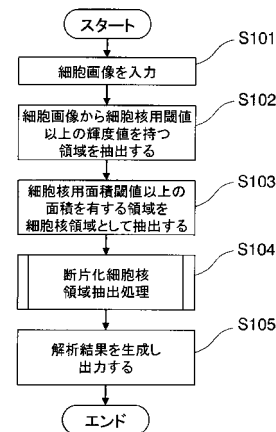 スタート
S101
細胞画像を入力
S102
細胞画像から細胞核用閾値
以上の輝度値を持つ
領域を抽出する
S103
細胞核用面積閾値以上の
面積を有する領域を
細胞核領域として抽出する
S104
断片化細胞核
領域抽出処理
S105
解析結果を生成し
出力する
エンド